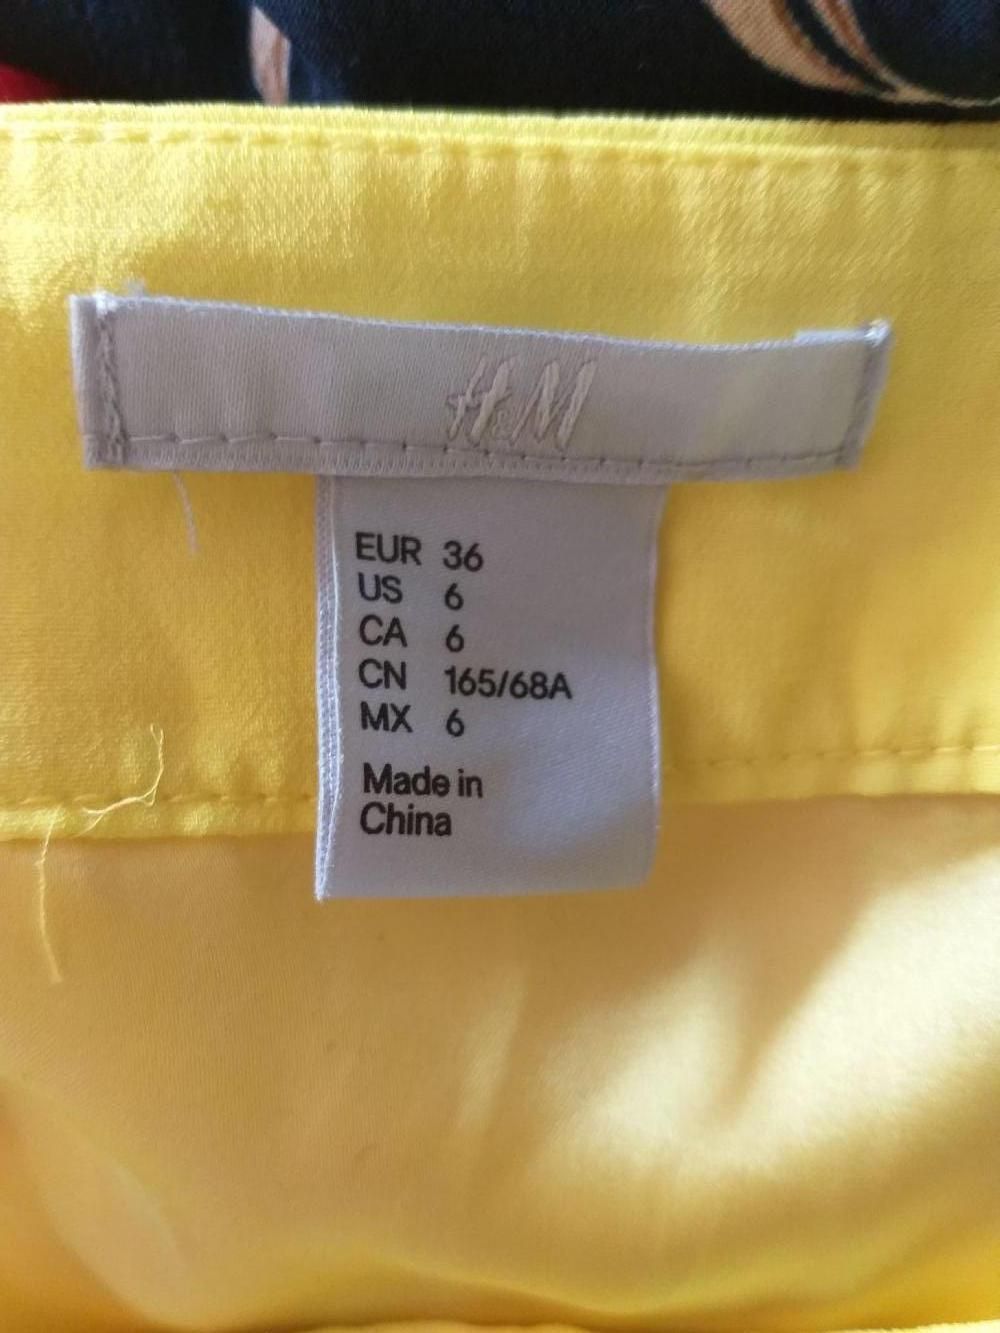 H&M
EUR 36
US 6
CA 6
CN 165/68A
MX 6
Made in
China